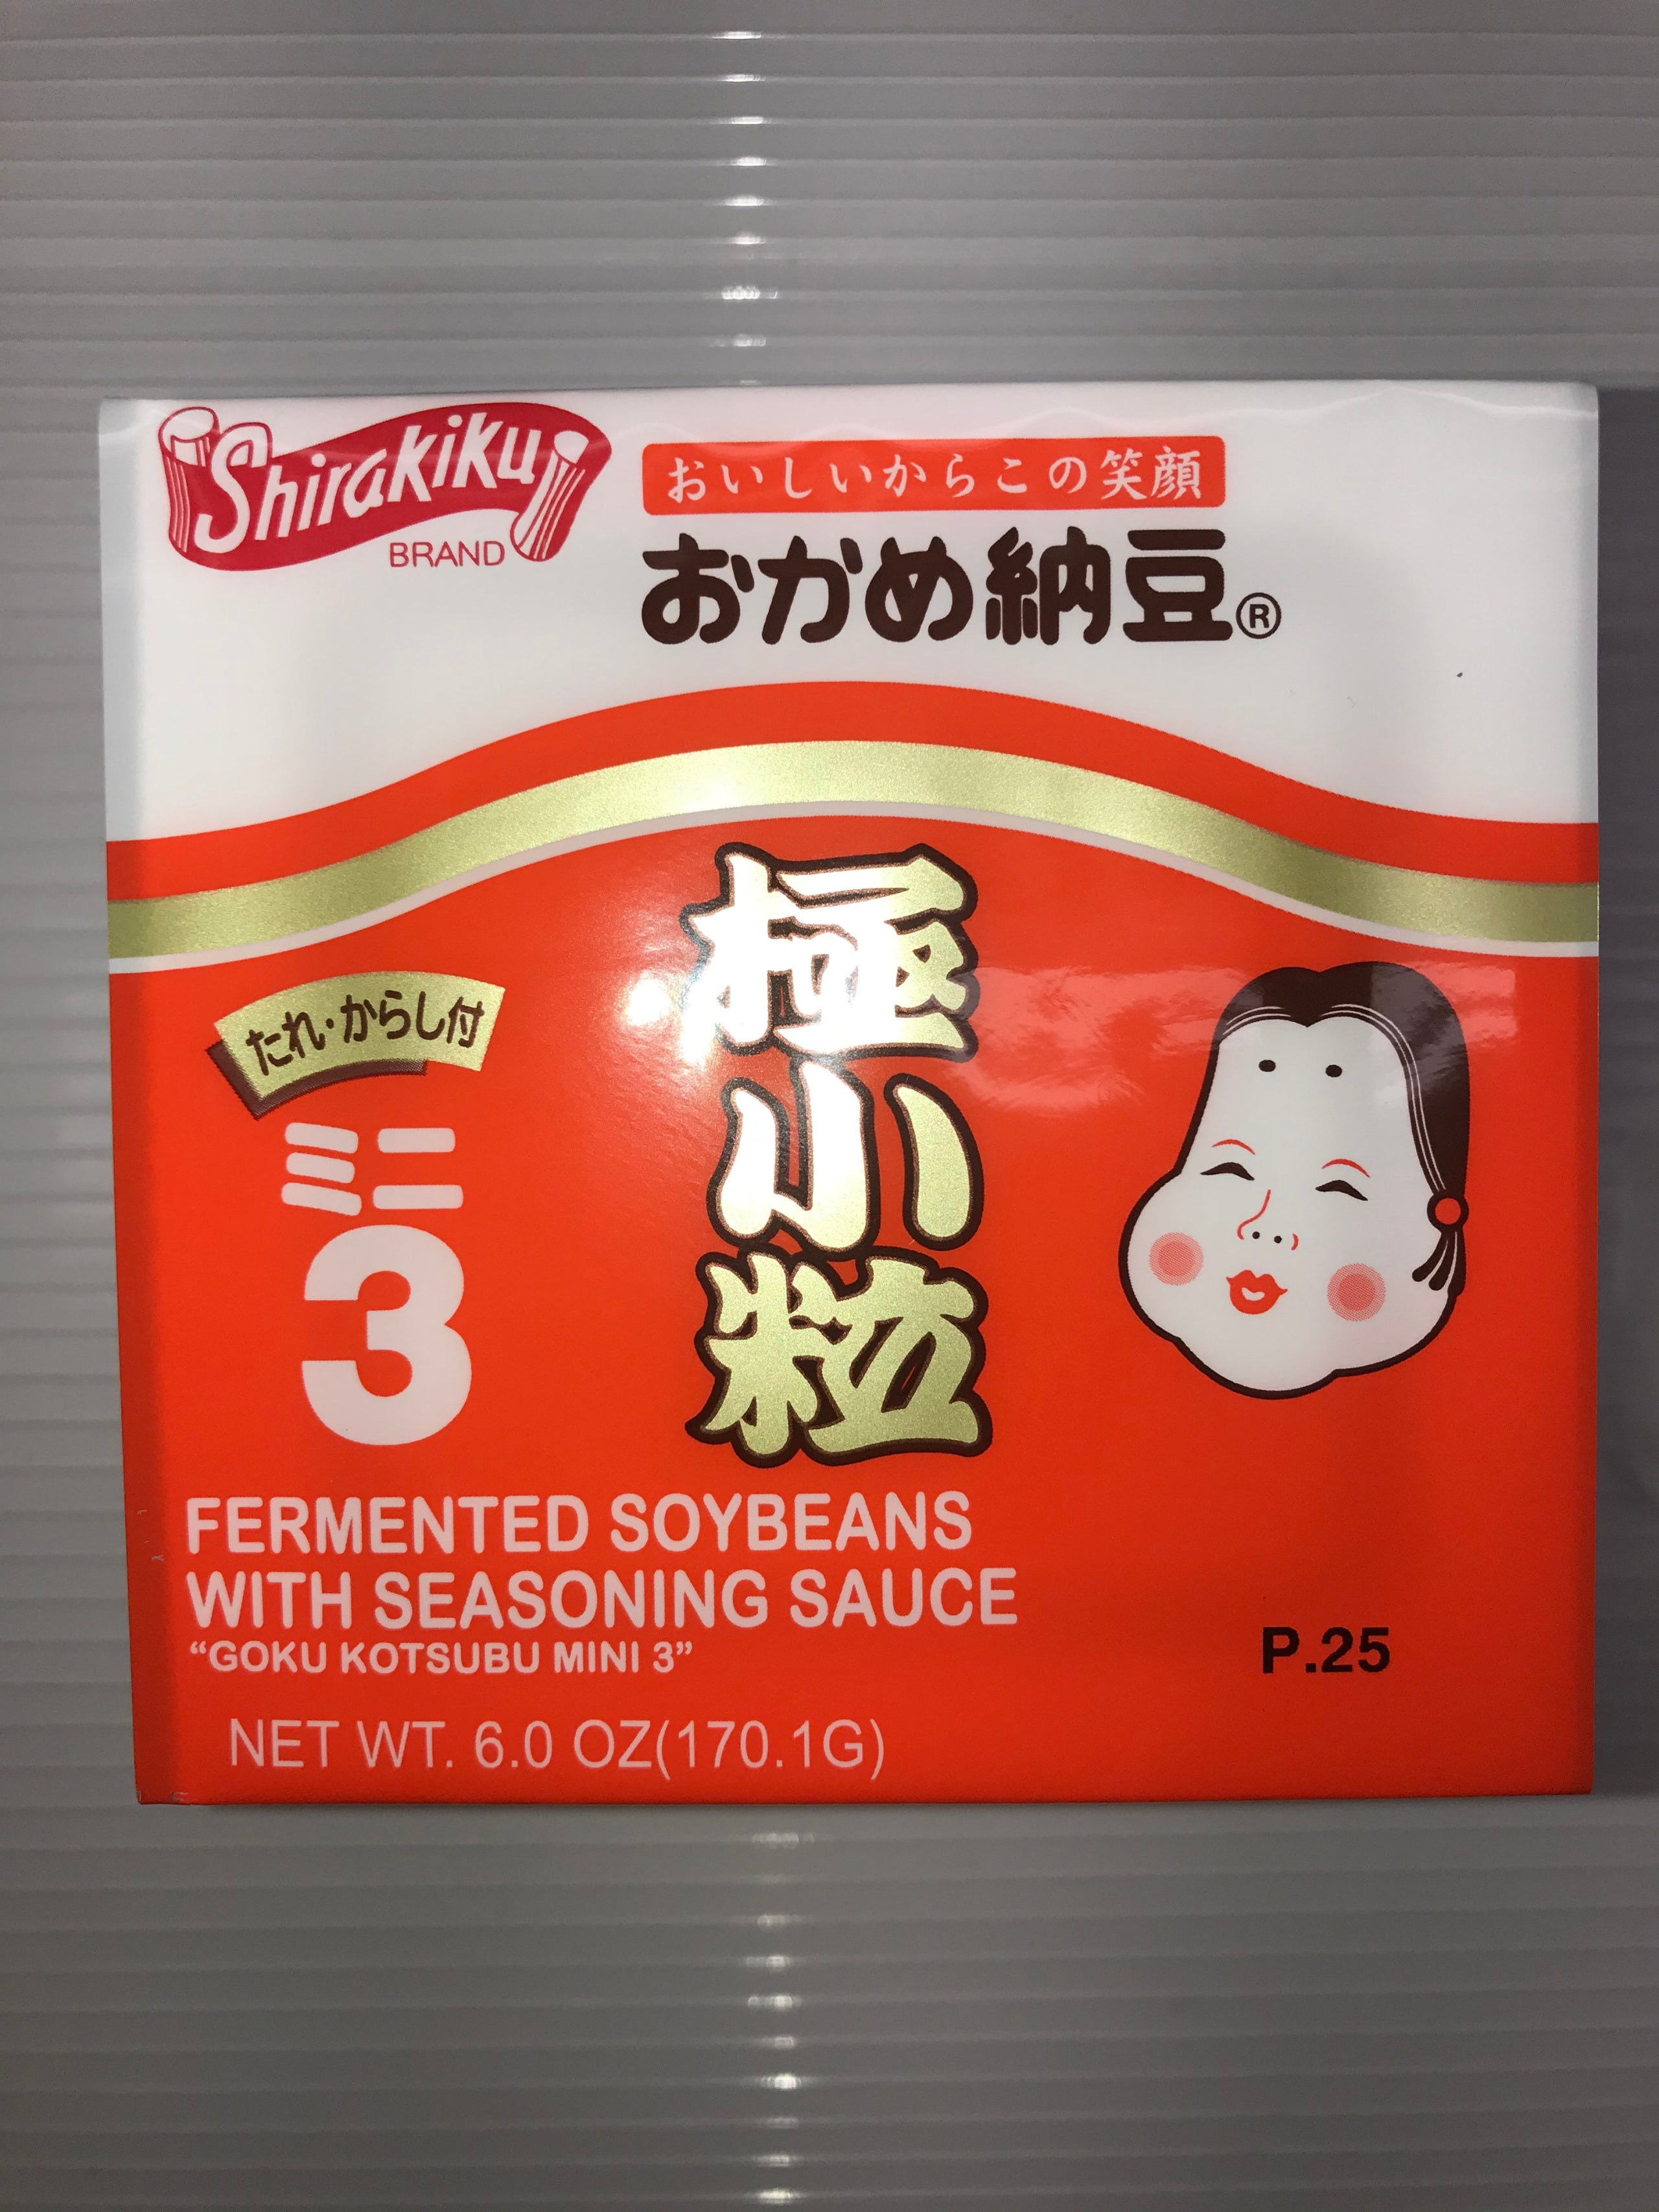 Shirakiku
BRAND
おいしいからこの笑顔
おかめ納豆®
極小粒
たれ・からし付
ミニ
3
FERMENTED SOYBEANS
WITH SEASONING SAUCE
“GOKU KOTSUBU MINI 3”
P.25
NET WT. 6.0 OZ(170.1G)